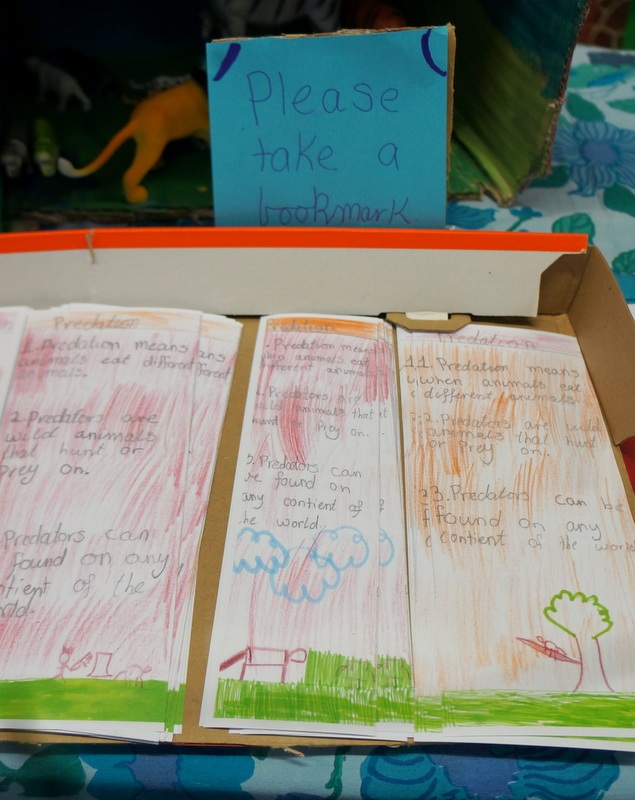 Please
take a
bookmark.
Predation
1. Predation means
animals eat different
animals.
2. Predators are
wild animals
that hunt or
prey on.
Predators can
found on any
contient of the
world.
Predation
Predation means
animals eat
different animals.
Predators are
wild animals that
hunt or prey on.
3. Predators can
be found on
any contient of
the world.
Predation
1. Predation means
when animals eat
different animals.
2. Predators are wild
animals that hunt
or prey on.
3. Predators can be
found on any
contient of the world